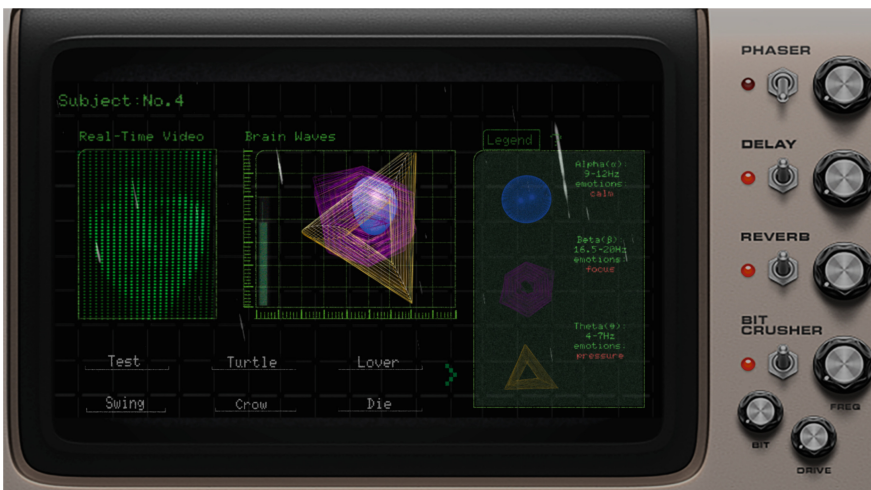 Subject:No.4
Real-Time Video
Brain Waves
Legend
Alpha(α):
9-12Hz
emotions:
calm
Beta(β):
16.5-20Hz
emotions:
focus
Theta(θ):
4-7Hz
emotions:
pressure
Test
Turtle
Lover
Swing
Crow
Die
PHASER
DELAY
REVERB
BIT
CRUSHER
FREQ
BIT
DRIVE